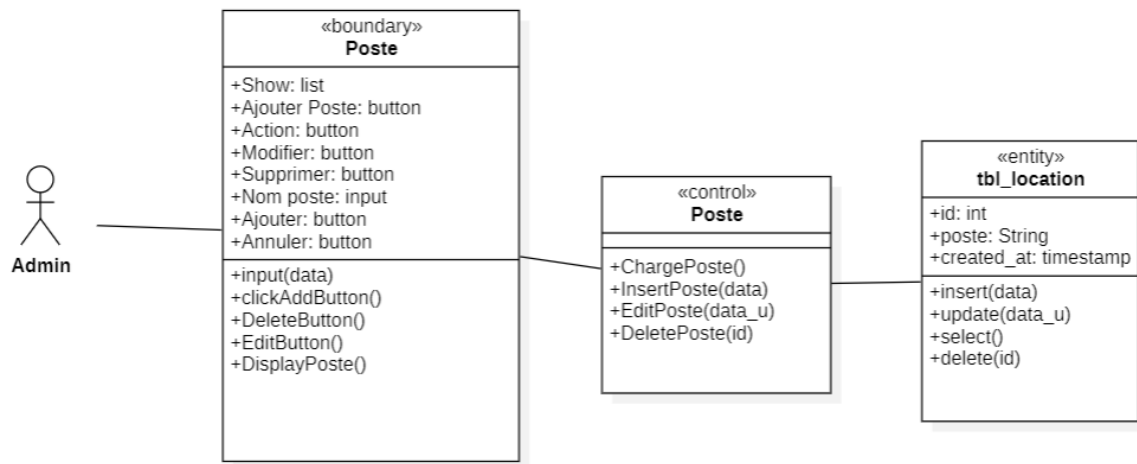 «boundary»
Poste
+Show: list
+Ajouter Poste: button
+Action: button
+Modifier: button
+Supprimer: button
+Nom poste: input
+Ajouter: button
+Annuler: button
+input(data)
+clickAddButton()
+DeleteButton()
+EditButton()
+DisplayPoste()
Admin
«control»
Poste
+ChargePoste()
+InsertPoste(data)
+EditPoste(data_u)
+DeletePoste(id)
«entity»
tbl_location
+id: int
+poste: String
+created_at: timestamp
+insert(data)
+update(data_u)
+select()
+delete(id)